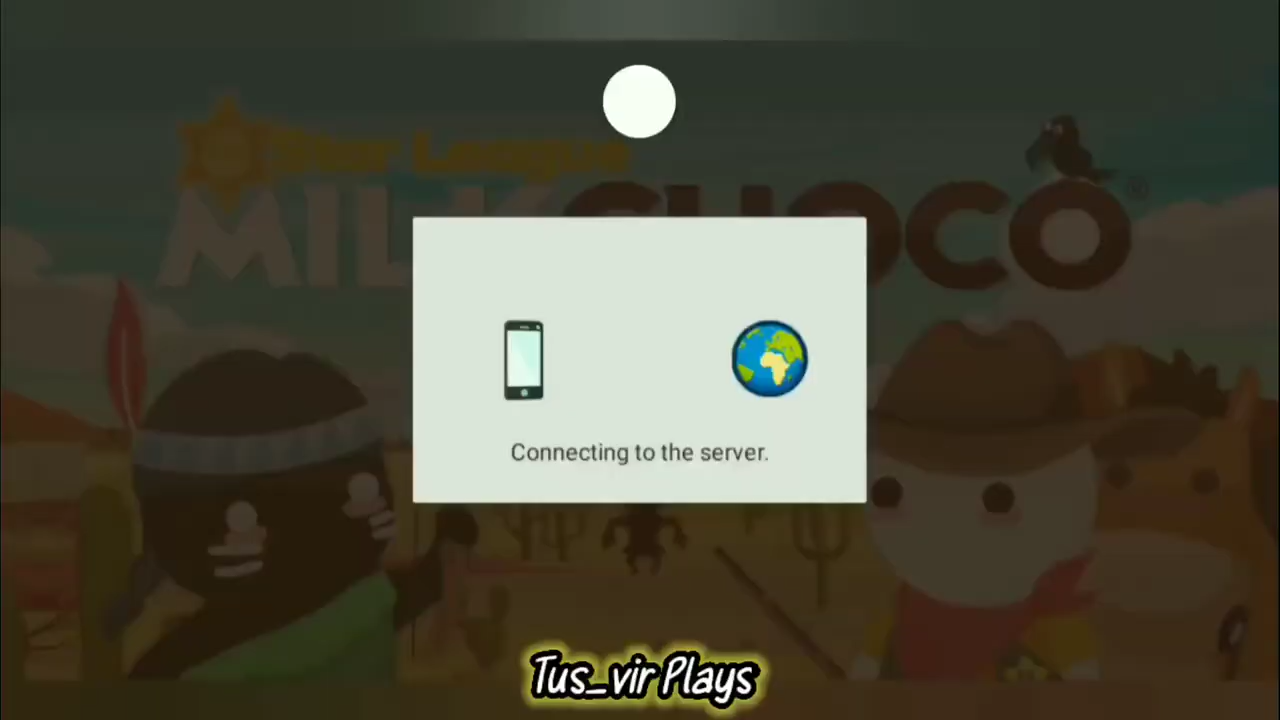 Star League
MILKCHOCO®
Connecting to the server.
Tus_vir Plays